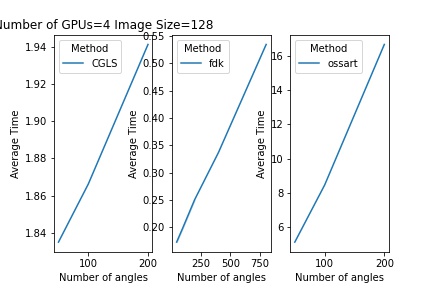 Number of GPUs=4 Image Size=128
Method
CGLS
1.94
1.92
1.90
1.88
1.86
1.84
Average Time
100
200
Number of angles
Method
fdk
0.55
0.50
0.45
0.40
0.35
0.30
0.25
0.20
Average Time
250
500
750
Number of angles
Method
ossart
16
14
12
10
8
6
Average Time
100
200
Number of angles